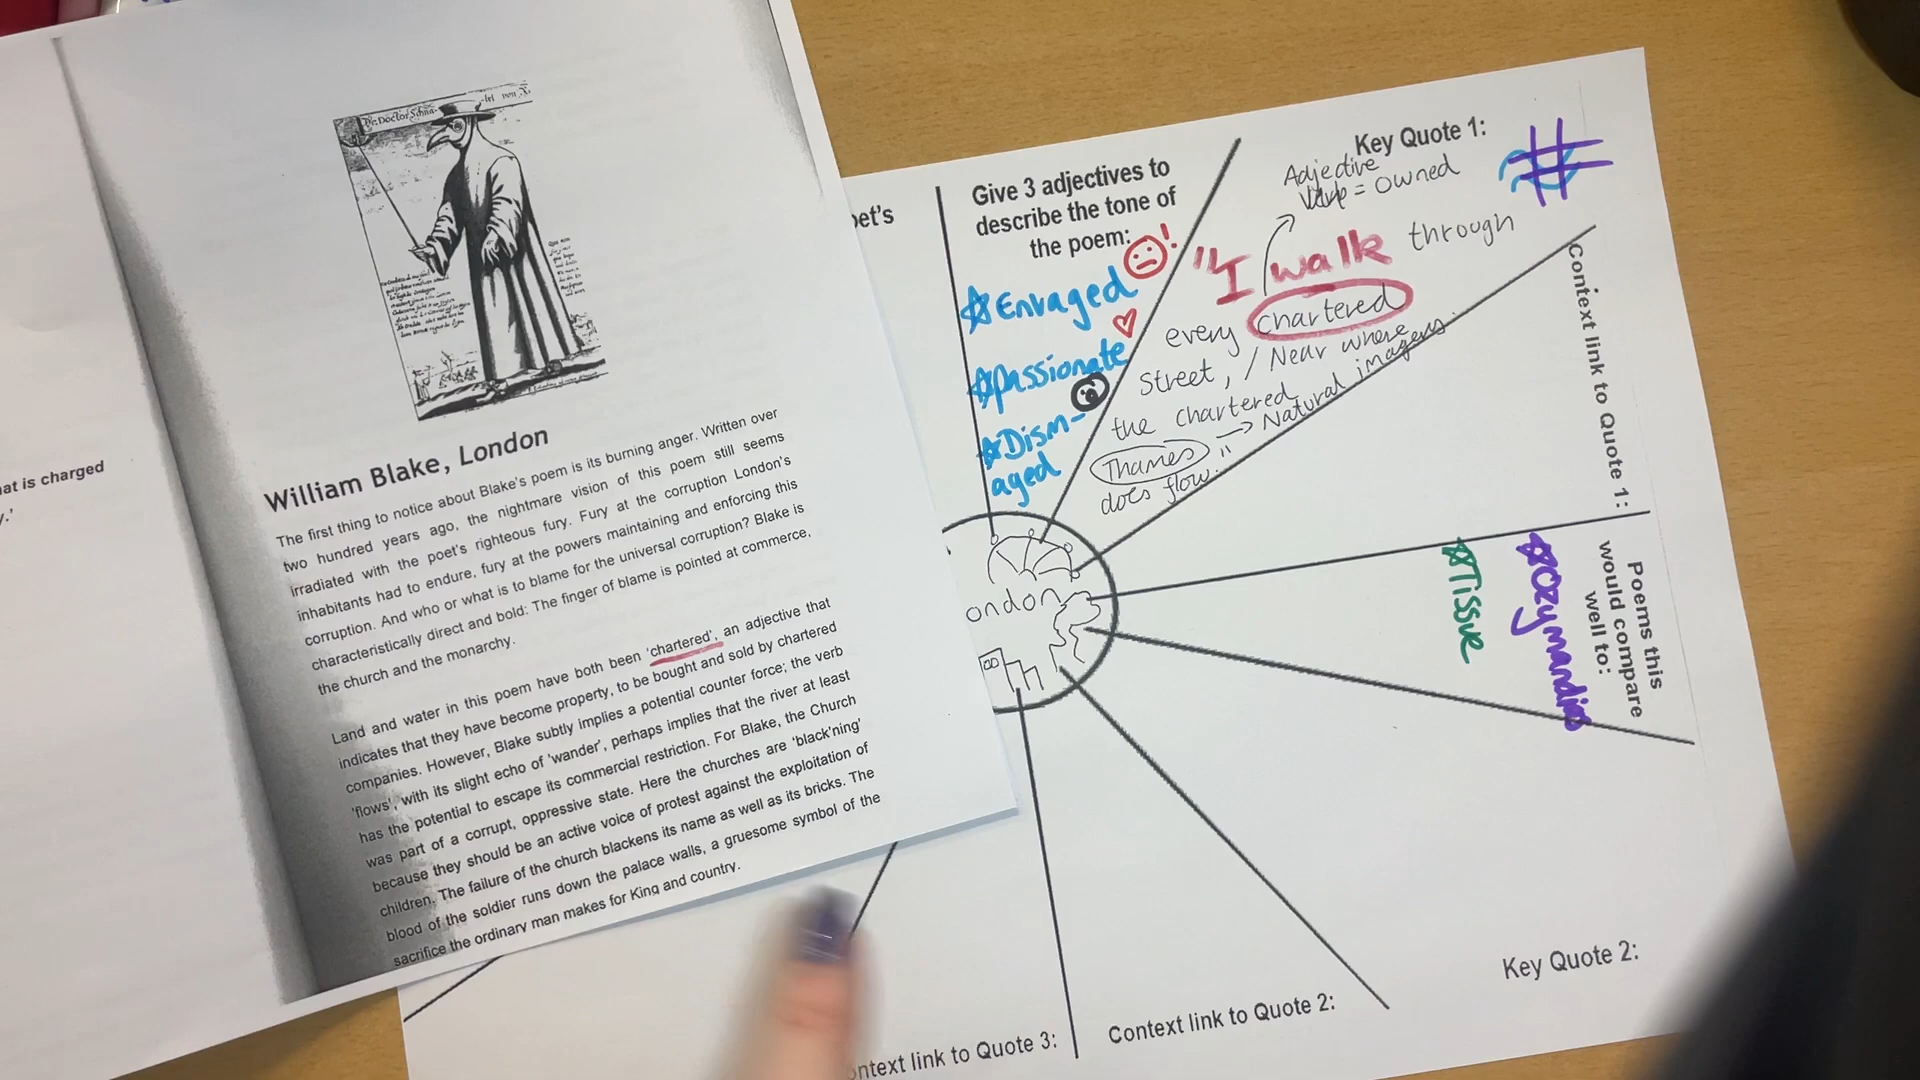 at is charged
y.'
Doctor Schna-
William Blake, London
The first thing to notice about Blake's poem is its burning anger. Written over
two hundred years ago, the nightmare vision of this poem still seems
irradiated with the poet's righteous fury. Fury at the corruption London's
inhabitants had to endure, fury at the powers maintaining and enforcing this
corruption. And who or what is to blame for the universal corruption? Blake is
characteristically direct and bold: The finger of blame is pointed at commerce,
the church and the monarchy.
Land and water in this poem have both been 'chartered', an adjective that
indicates that they have become property, to be bought and sold by chartered
companies. However, Blake subtly implies a potential counter force; the verb
'flows', with its slight echo of 'wander', perhaps implies that the river at least
has the potential to escape its commercial restriction. For Blake, the Church
was part of a corrupt, oppressive state. Here the churches are 'black'ning'
because they should be an active voice of protest against the exploitation of
children. The failure of the church blackens its name as well as its bricks. The
blood of the soldier runs down the palace walls, a gruesome symbol of the
sacrifice the ordinary man makes for King and country.
oet's
Give 3 adjectives to
describe the tone of
the poem:
Enraged
passionate
Dism-
aged
Key Quote 1:
Adjective
= owned
"I walk through
every chartered
street, / Near where
the chartered
Thames
does flow."
→ Natural imagery
Context link to Quote 1:
Poems this
would compare
well to:
Ozymandias
Tissue
ondon
Key Quote 2:
Context link to Quote 2:
ontext link to Quote 3: